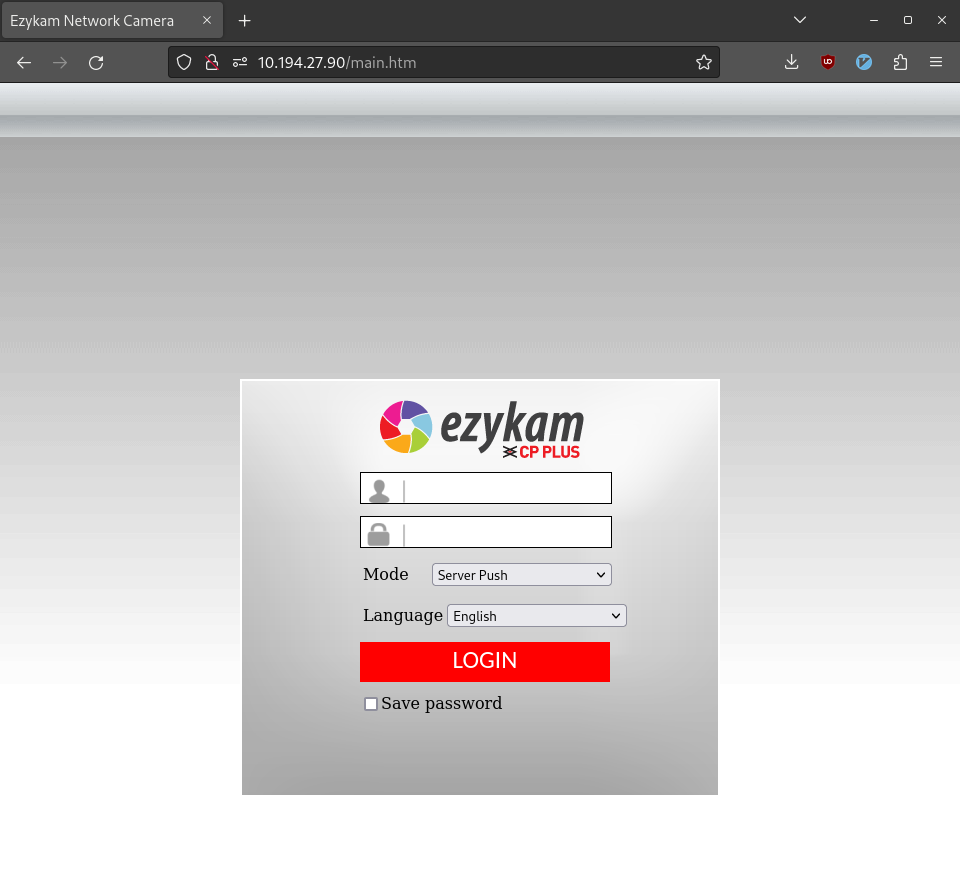 Ezykam Network Camera
10.194.27.90/main.htm
ezykam
CP PLUS
Mode Server Push
Language English
LOGIN
Save password